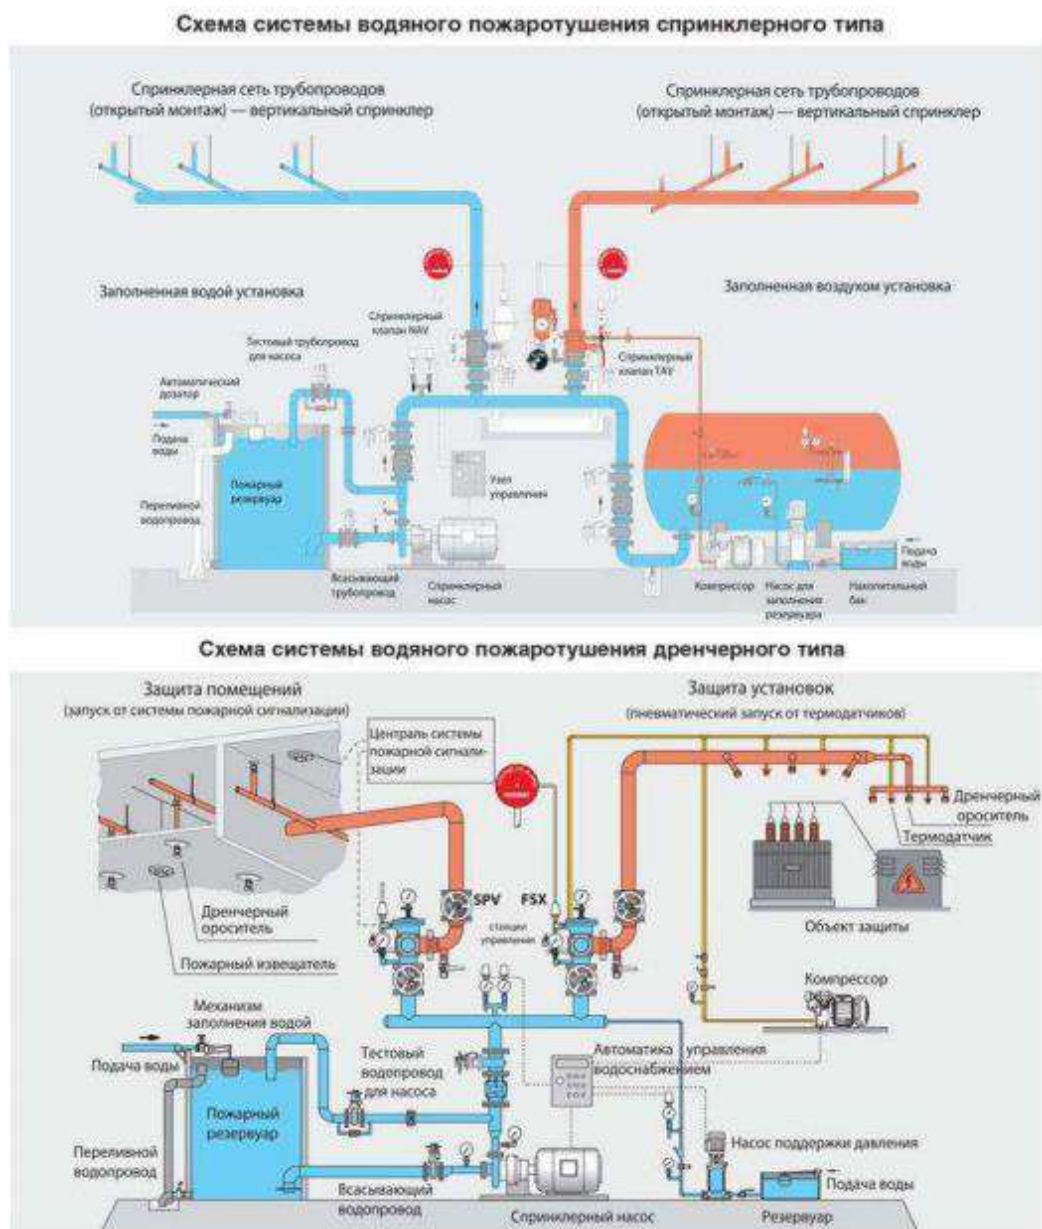 Схема системы водяного пожаротушения спринклерного типа
Спринклерная сеть трубопроводов
(открытый монтаж) — вертикальный спринклер
Спринклерная сеть трубопроводов
(открытый монтаж) — вертикальный спринклер
Заполненная водой установка
Заполненная воздухом установка
Спринклерный
клапан NAV
Тестовый трубопровод
для насоса
Спринклерный
клапан TAV
Автоматический
дозатор
Подача
воды
Пожарный
резервуар
Узел
управления
Переливной
водопровод
Подача
воды
Всасывающий
трубопровод
Спринклерный
насос
Компрессор
Насос для
заполнения
резервуара
Накопительный
бак
Схема системы водяного пожаротушения дренчерного типа
Защита помещений
(запуск от системы пожарной сигнализации)
Защита установок
(пневматический запуск от термодатчиков)
Централь системы
пожарной сигнали-
зации
Дренчерный
ороситель
Термодатчик
SPV
FSX
станции
управления
Объект защиты
Дренчерный
ороситель
Пожарный извещатель
Компрессор
Механизм
заполнения водой
Подача воды
Тестовый
водопровод
для насоса
Автоматика управления
водоснабжением
Пожарный
резервуар
Насос поддержки давления
Переливной
водопровод
Всасывающий
водопровод
Подача воды
Спринклерный насос
Резервуар